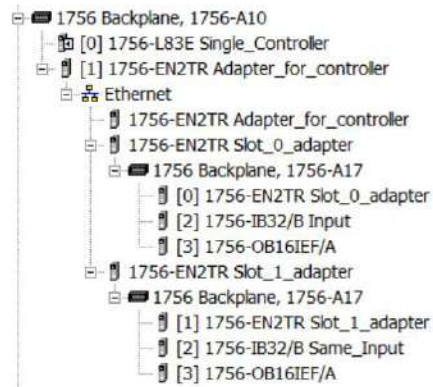 1756 Backplane, 1756-A10
[0] 1756-L83E Single_Controller
[1] 1756-EN2TR Adapter_for_controller
Ethernet
1756-EN2TR Adapter_for_controller
1756-EN2TR Slot_0_adapter
1756 Backplane, 1756-A17
[0] 1756-EN2TR Slot_0_adapter
[2] 1756-IB32/B Input
[3] 1756-OB16IEF/A
1756-EN2TR Slot_1_adapter
1756 Backplane, 1756-A17
[1] 1756-EN2TR Slot_1_adapter
[2] 1756-IB32/B Same_Input
[3] 1756-OB16IEF/A